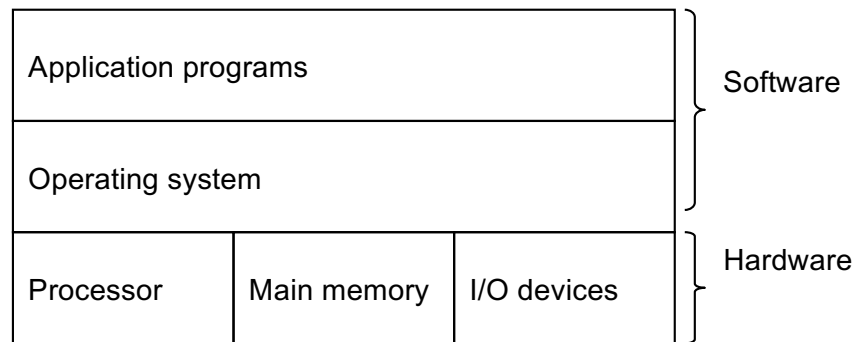 Application programs
Software
Operating system
Hardware
Processor
Main memory
I/O devices